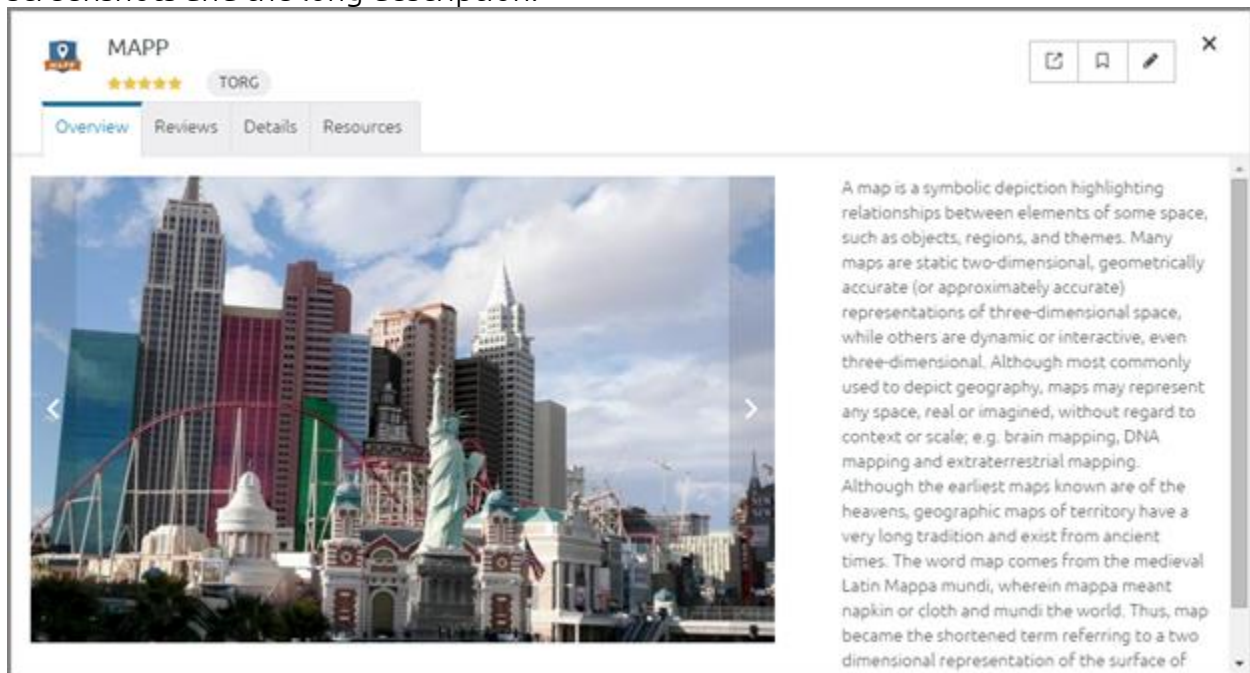 screenshots and the long description.
MAPP
TORG
Overview Reviews Details Resources
A map is a symbolic depiction highlighting
relationships between elements of some space,
such as objects, regions, and themes. Many
maps are static two-dimensional, geometrically
accurate (or approximately accurate)
representations of three-dimensional space,
while others are dynamic or interactive, even
three-dimensional. Although most commonly
used to depict geography, maps may represent
any space, real or imagined, without regard to
context or scale; e.g. brain mapping, DNA
mapping and extraterrestrial mapping.
Although the earliest maps known are of the
heavens, geographic maps of territory have a
very long tradition and exist from ancient
times. The word map comes from the medieval
Latin Mappa mundi, wherein mappa meant
napkin or cloth and mundi the world. Thus, map
became the shortened term referring to a two
dimensional representation of the surface of